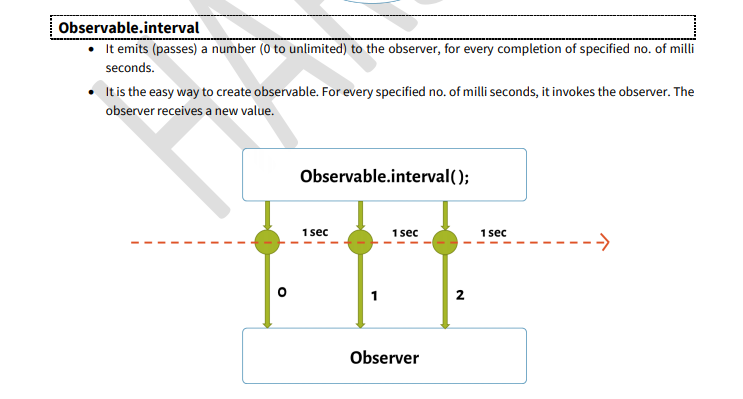 Observable.interval
• It emits (passes) a number (0 to unlimited) to the observer, for every completion of specified no. of milli
seconds.
• It is the easy way to create observable. For every specified no. of milli seconds, it invokes the observer. The
observer receives a new value.
Observable.interval( );
1 sec 1 sec 1 sec
0 1 2
Observer